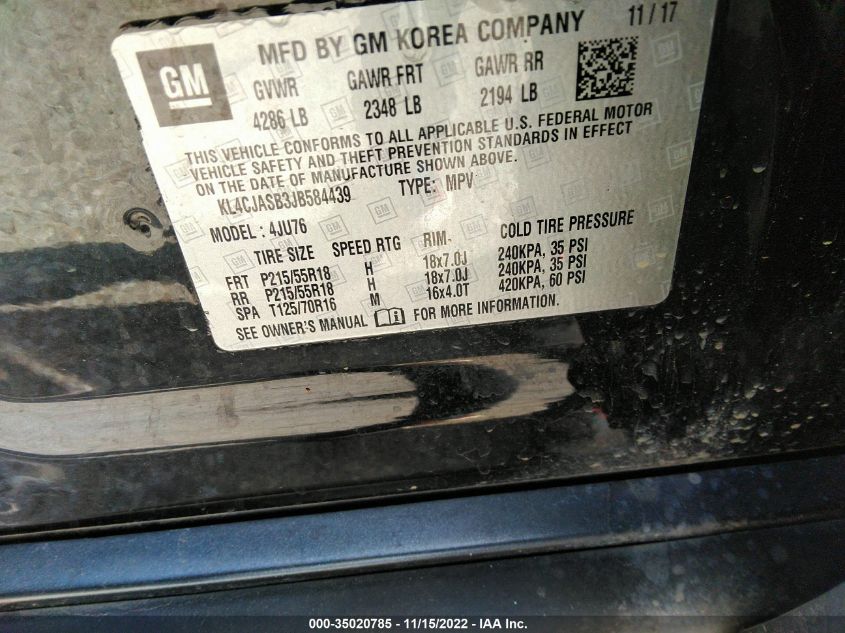 GM
MFD BY GM KOREA COMPANY 11/17
GVWR GAWR FRT GAWR RR
4286 LB 2348 LB 2194 LB
THIS VEHICLE CONFORMS TO ALL APPLICABLE U.S. FEDERAL MOTOR
VEHICLE SAFETY AND THEFT PREVENTION STANDARDS IN EFFECT
ON THE DATE OF MANUFACTURE SHOWN ABOVE.
KL4CJASB3JB584439 TYPE: MPV
MODEL: 4JU76
TIRE SIZE SPEED RTG RIM- COLD TIRE PRESSURE
FRT P215/55R18 H 18x7.0J 240KPA, 35 PSI
RR P215/55R18 H 18x7.0J 240KPA, 35 PSI
SPA T125/70R16 M 16x4.0T 420KPA, 60 PSI
SEE OWNER'S MANUAL FOR MORE INFORMATION.
000-35020785 - 11/15/2022 - IAA Inc.